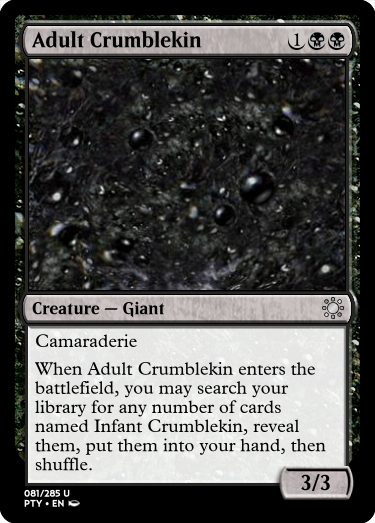 Adult Crumblekin 1
Creature — Giant
Camaraderie
When Adult Crumblekin enters the
battlefield, you may search your
library for any number of cards
named Infant Crumblekin, reveal
them, put them into your hand, then
shuffle.
3/3
081/285 U
PTY • EN